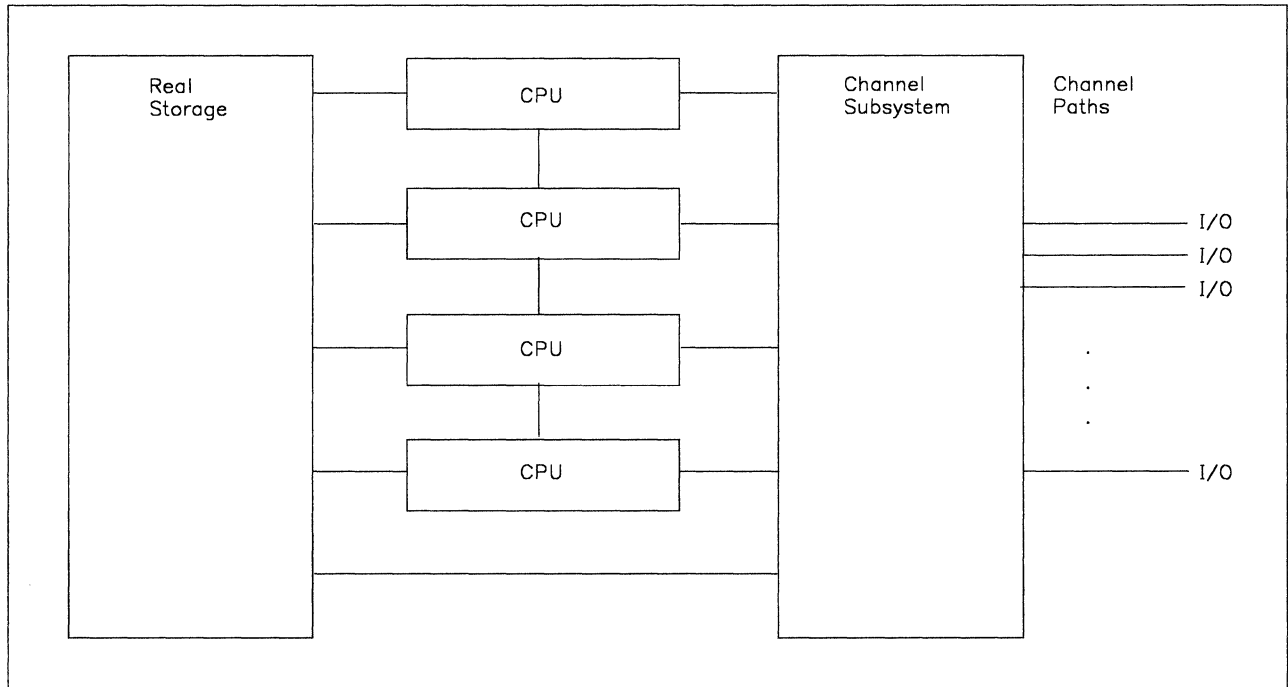 Real
Storage
CPU
CPU
CPU
CPU
Channel
Subsystem
Channel
Paths
I/O
I/O
I/O
.
.
.
I/O